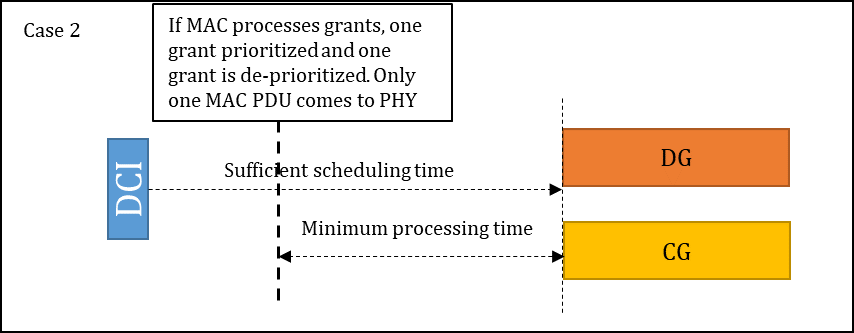 Case 2
If MAC processes grants, one
grant prioritized and one
grant is de-prioritized. Only
one MAC PDU comes to PHY
DCI
Sufficient scheduling time
DG
Minimum processing time
CG